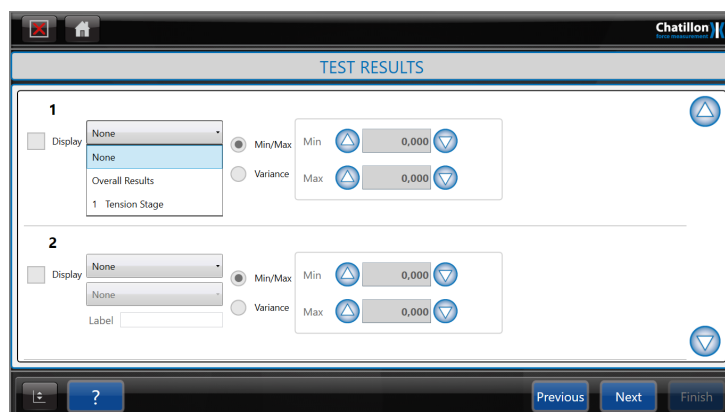 Chatillon
force measurement
TEST RESULTS
1
Display
None
None
Overall Results
1 Tension Stage
Min/Max
Variance
Min 0,000
Max 0,000
2
Display
None
None
Label
Min/Max
Variance
Min 0,000
Max 0,000
?
Previous
Next
Finish